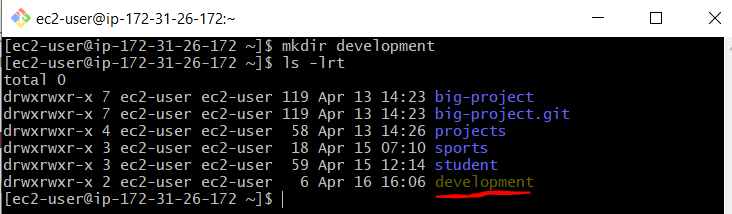 ec2-user@ip-172-31-26-172:~
[ec2-user@ip-172-31-26-172 ~]$ mkdir development
[ec2-user@ip-172-31-26-172 ~]$ ls -lrt
total 0
drwxrwxr-x 7 ec2-user ec2-user 119 Apr 13 14:23 big-project
drwxrwxr-x 7 ec2-user ec2-user 119 Apr 13 14:23 big-project.git
drwxrwxr-x 4 ec2-user ec2-user  58 Apr 13 14:26 projects
drwxrwxr-x 3 ec2-user ec2-user  18 Apr 15 07:10 sports
drwxrwxr-x 3 ec2-user ec2-user  59 Apr 15 12:14 student
drwxrwxr-x 2 ec2-user ec2-user   6 Apr 16 16:06 development
[ec2-user@ip-172-31-26-172 ~]$